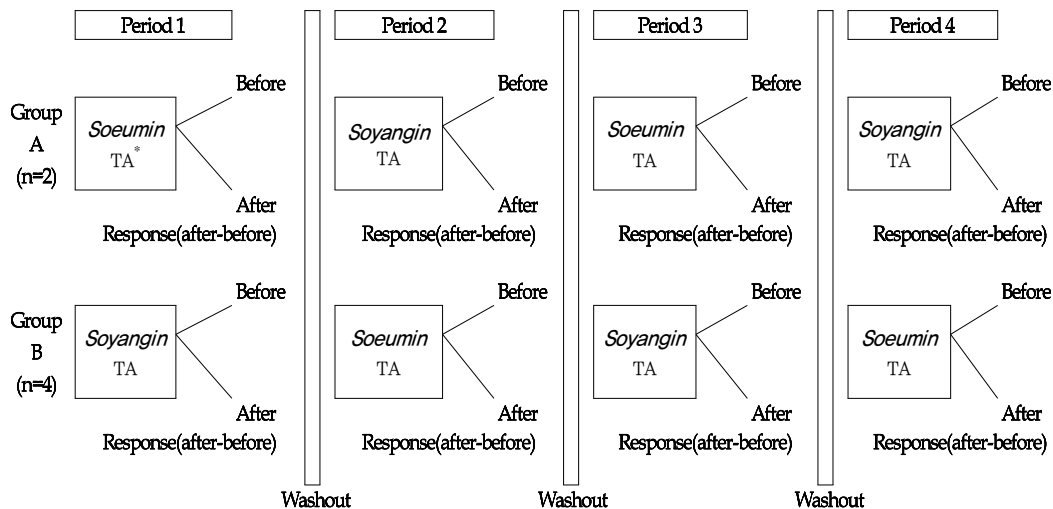 Period 1
Period 2
Period 3
Period 4
Group
A
(n=2)
Soeumin
TA*
Before
After
Response(after-before)
Soyangin
TA
Before
After
Response(after-before)
Soeumin
TA
Before
After
Response(after-before)
Soyangin
TA
Before
After
Response(after-before)
Group
B
(n=4)
Soyangin
TA
Before
After
Response(after-before)
Soeumin
TA
Before
After
Response(after-before)
Soyangin
TA
Before
After
Response(after-before)
Soeumin
TA
Before
After
Response(after-before)
Washout
Washout
Washout